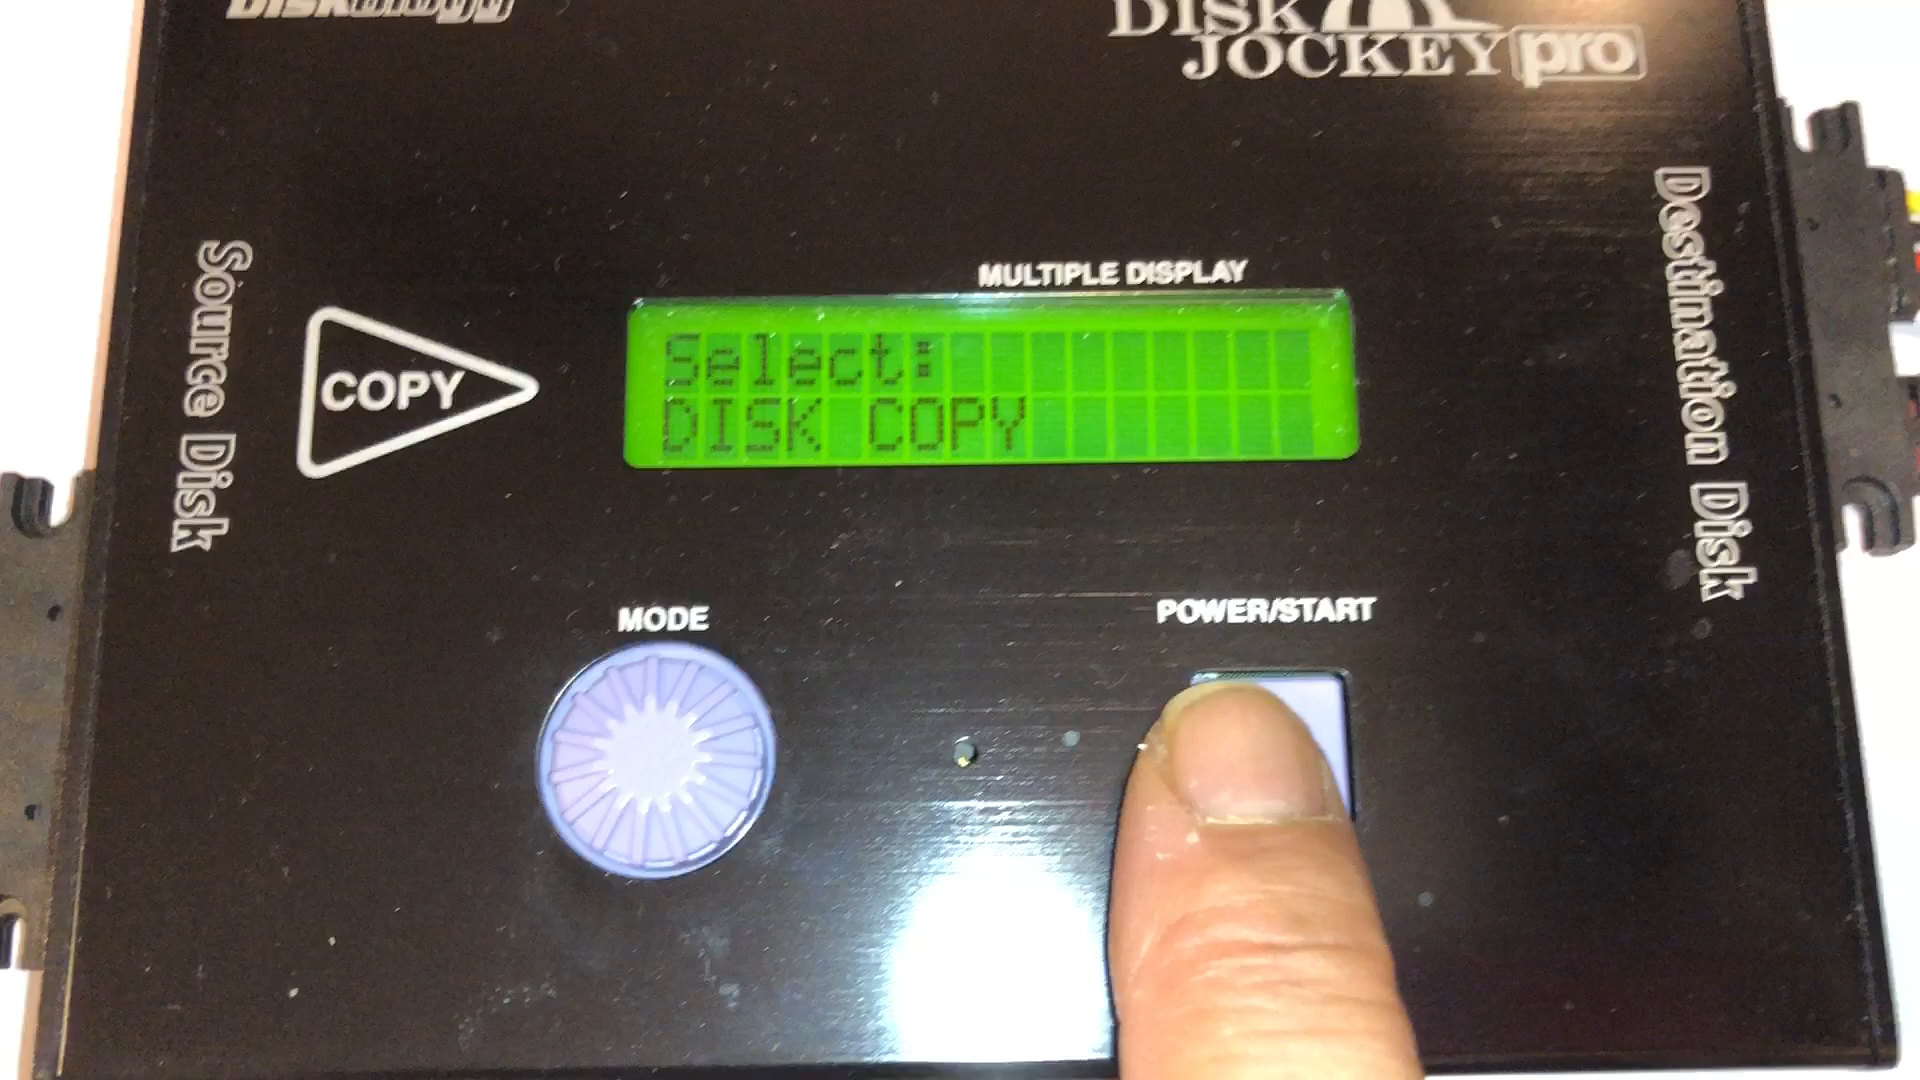 DISK
JOCKEY pro
MULTIPLE DISPLAY
Source Disk
COPY
Select:
DISK COPY
Destination Disk
MODE
POWER/START